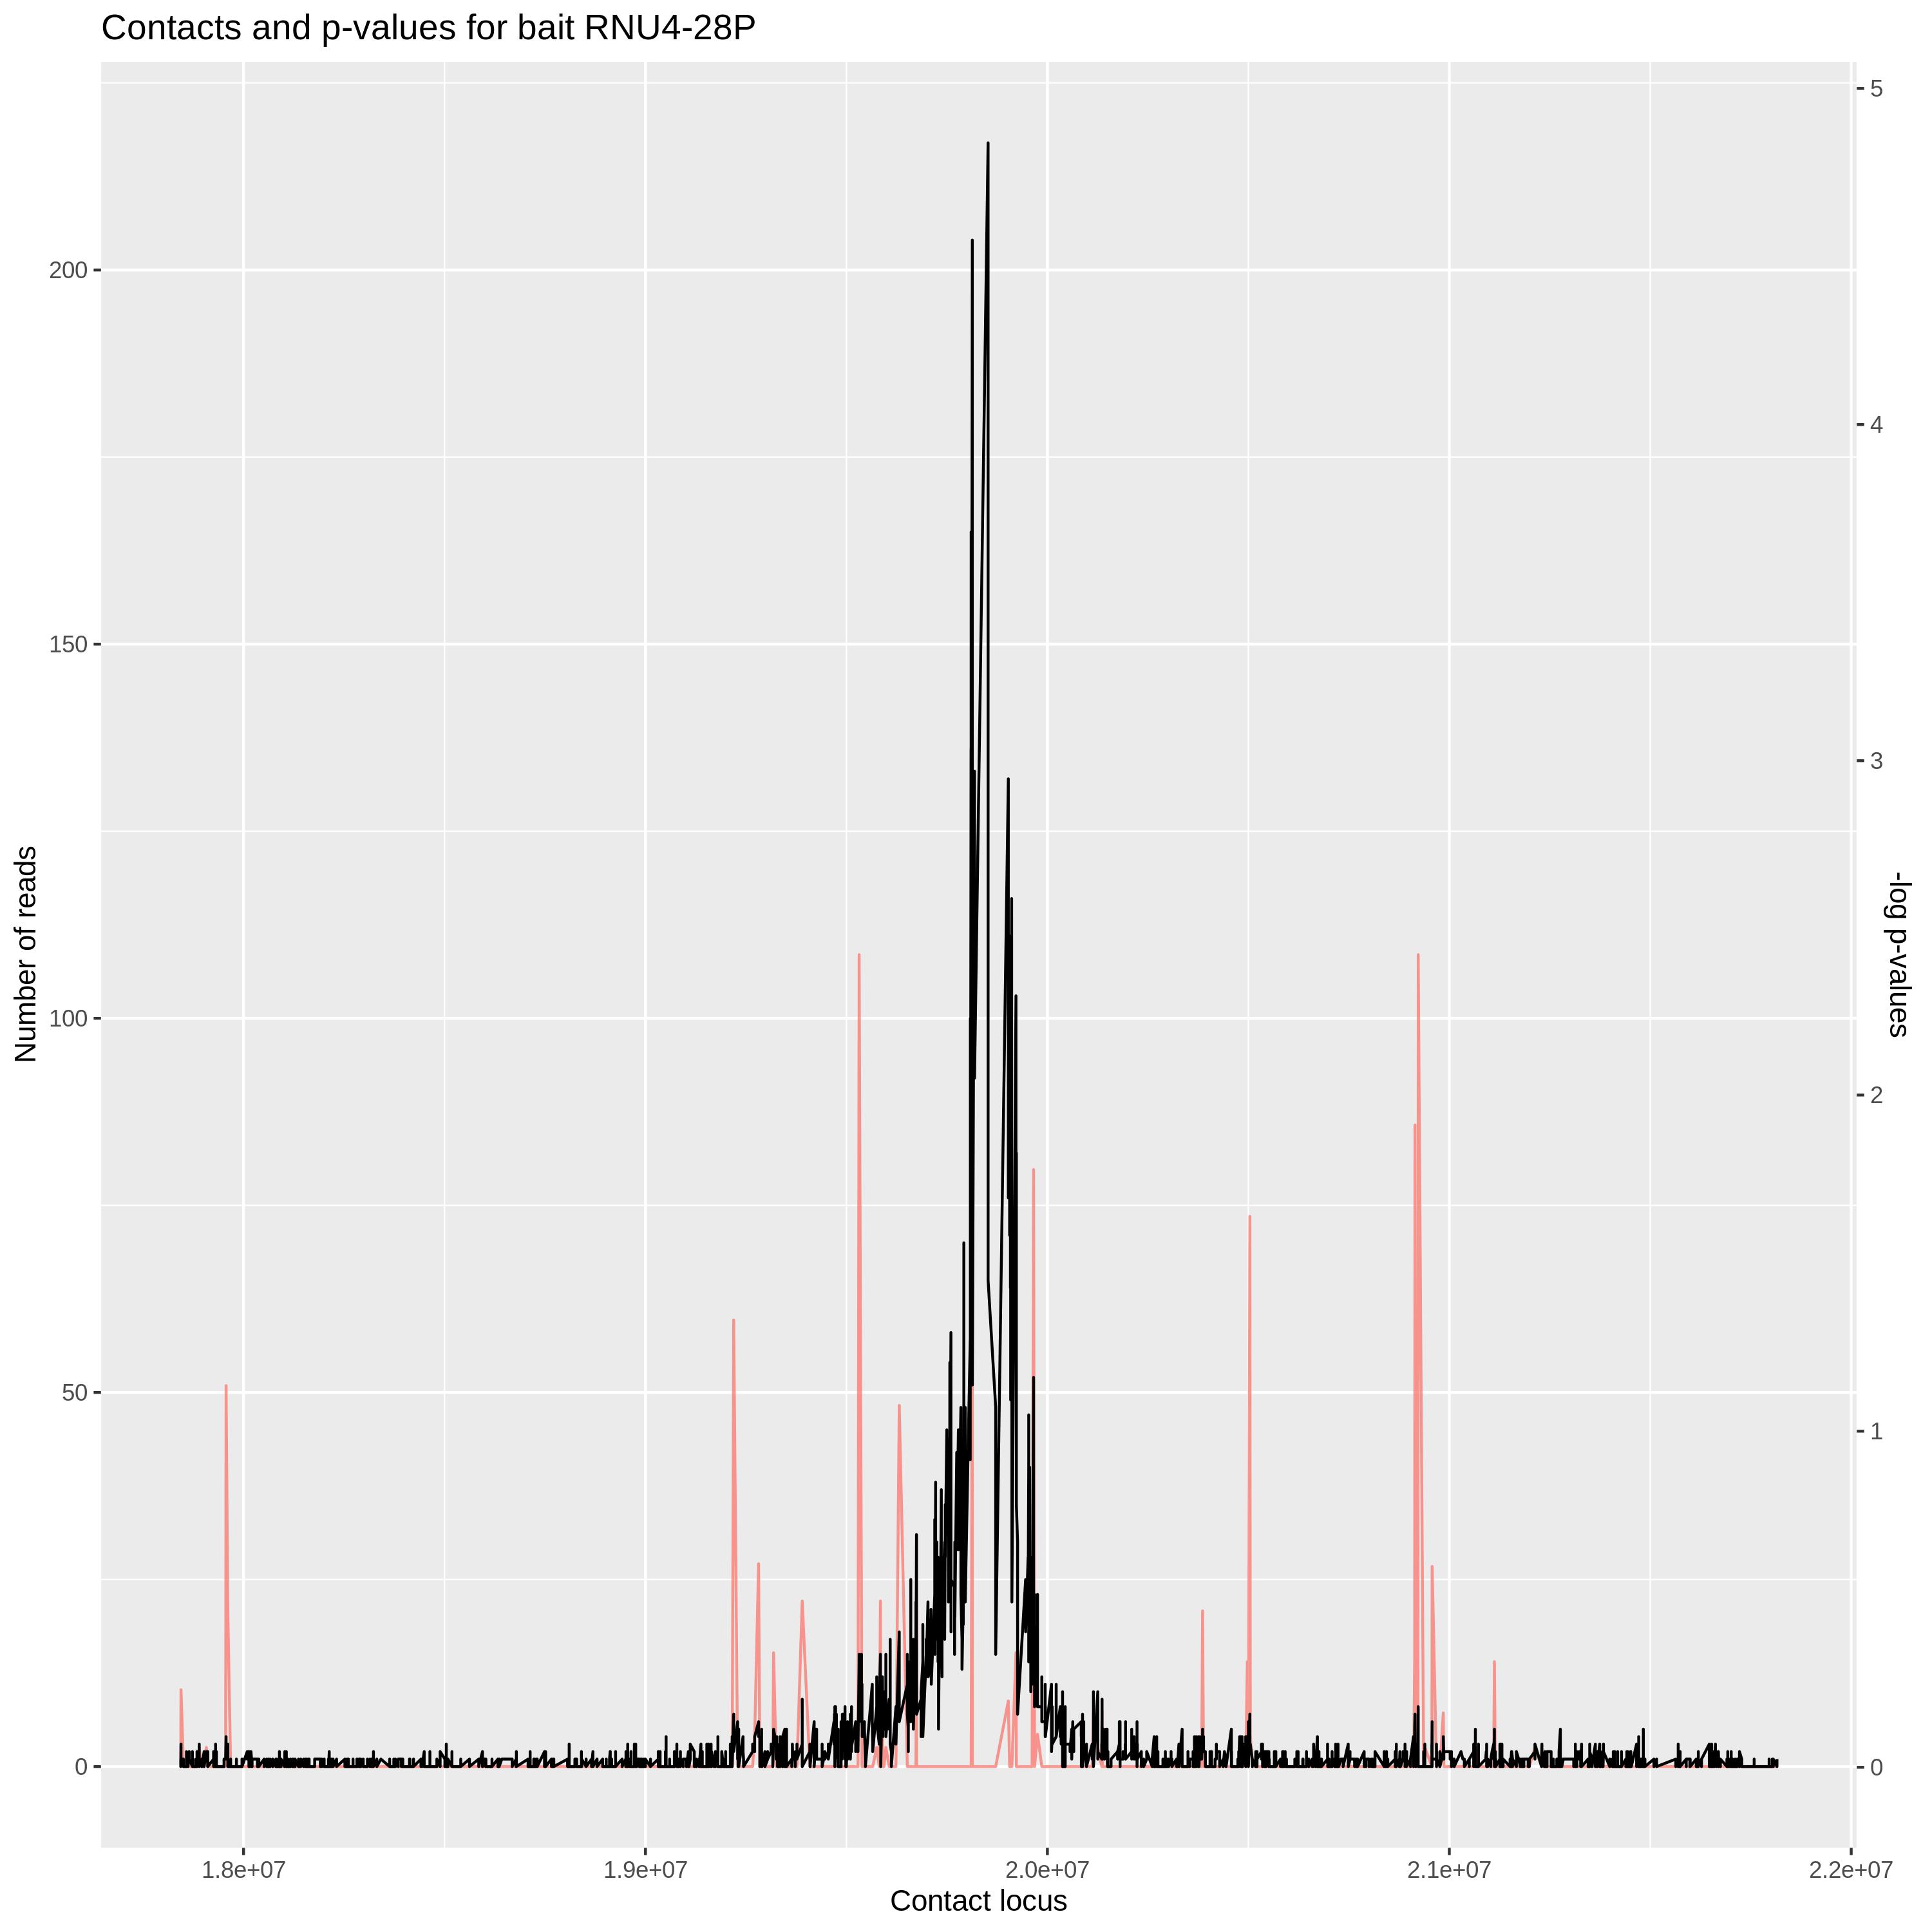 Contacts and p-values for bait RNU4-28P
5
4
3
2
1
0
200
150
100
50
0
Number of reads
-log p-values
1.8e+07 1.9e+07 2.0e+07 2.1e+07 2.2e+07
Contact locus